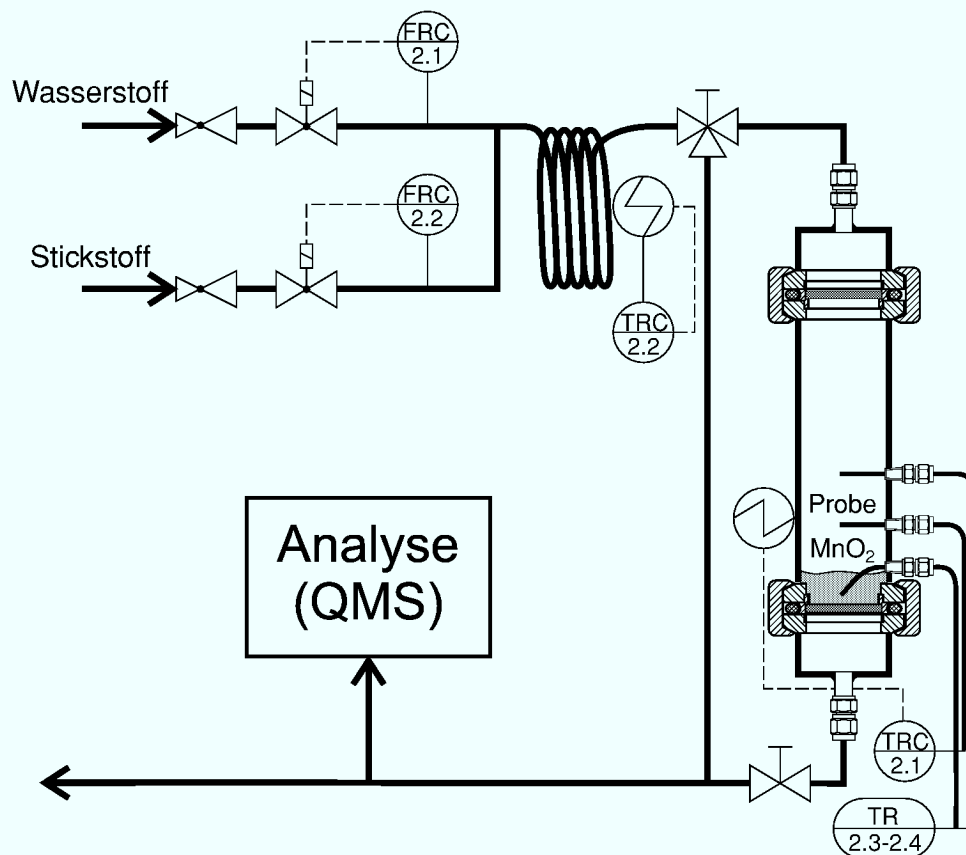 FRC
2.1
Wasserstoff
FRC
2.2
Stickstoff
TRC
2.2
Probe
MnO₂
Analyse
(QMS)
TRC
2.1
TR
2.3-2.4